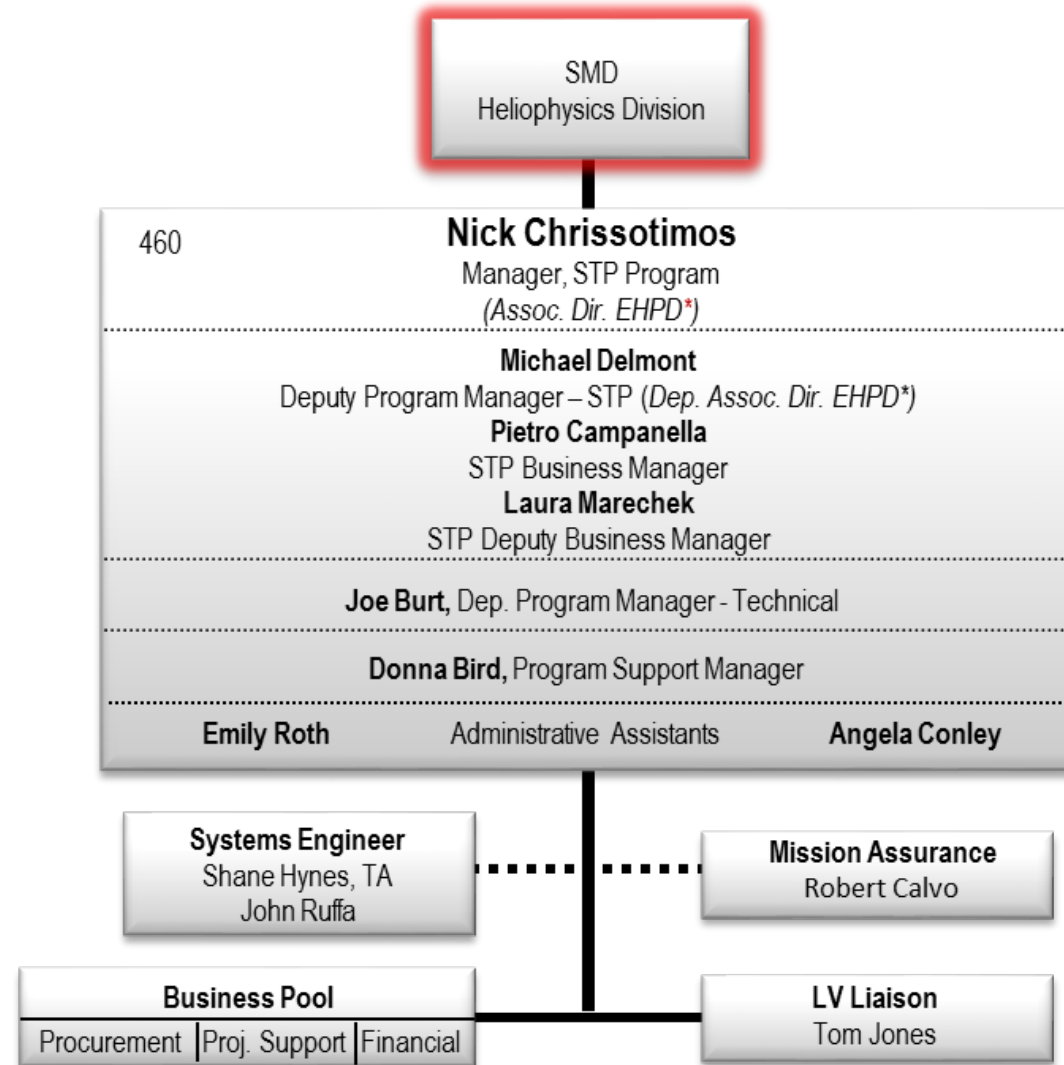 SMD
Heliophysics Division
460
Nick Chrissotimos
Manager, STP Program
(Assoc. Dir. EHPD*)
Michael Delmont
Deputy Program Manager – STP (Dep. Assoc. Dir. EHPD*)
Pietro Campanella
STP Business Manager
Laura Marechek
STP Deputy Business Manager
Joe Burt, Dep. Program Manager - Technical
Donna Bird, Program Support Manager
Emily Roth Administrative Assistants Angela Conley
Systems Engineer
Shane Hynes, TA
John Ruffa
Mission Assurance
Robert Calvo
Business Pool
Procurement Proj. Support Financial
LV Liaison
Tom Jones